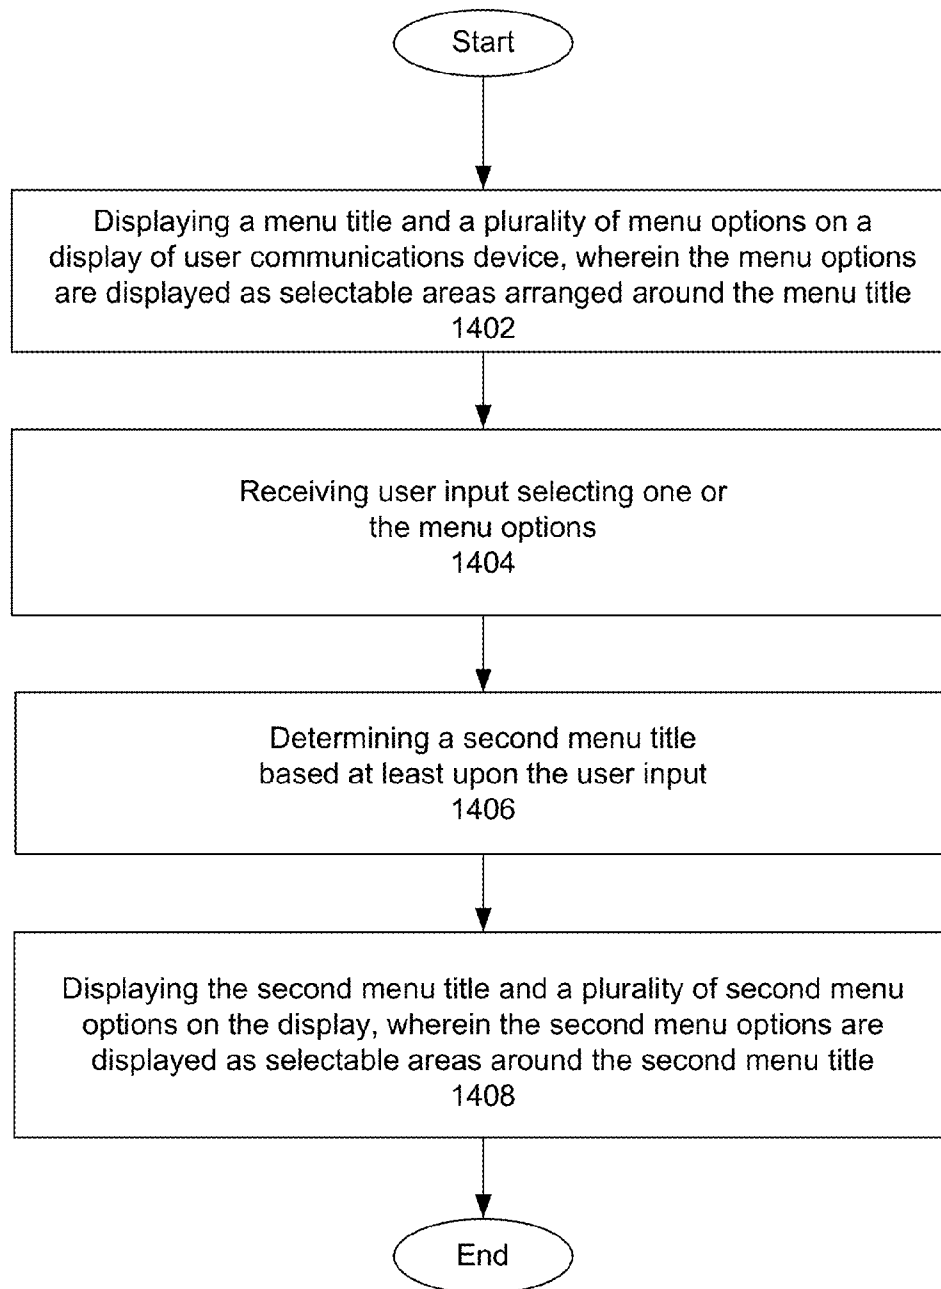 Start
Displaying a menu title and a plurality of menu options on a
display of user communications device, wherein the menu options
are displayed as selectable areas arranged around the menu title
1402
Receiving user input selecting one or
the menu options
1404
Determining a second menu title
based at least upon the user input
1406
Displaying the second menu title and a plurality of second menu
options on the display, wherein the second menu options are
displayed as selectable areas around the second menu title
1408
End